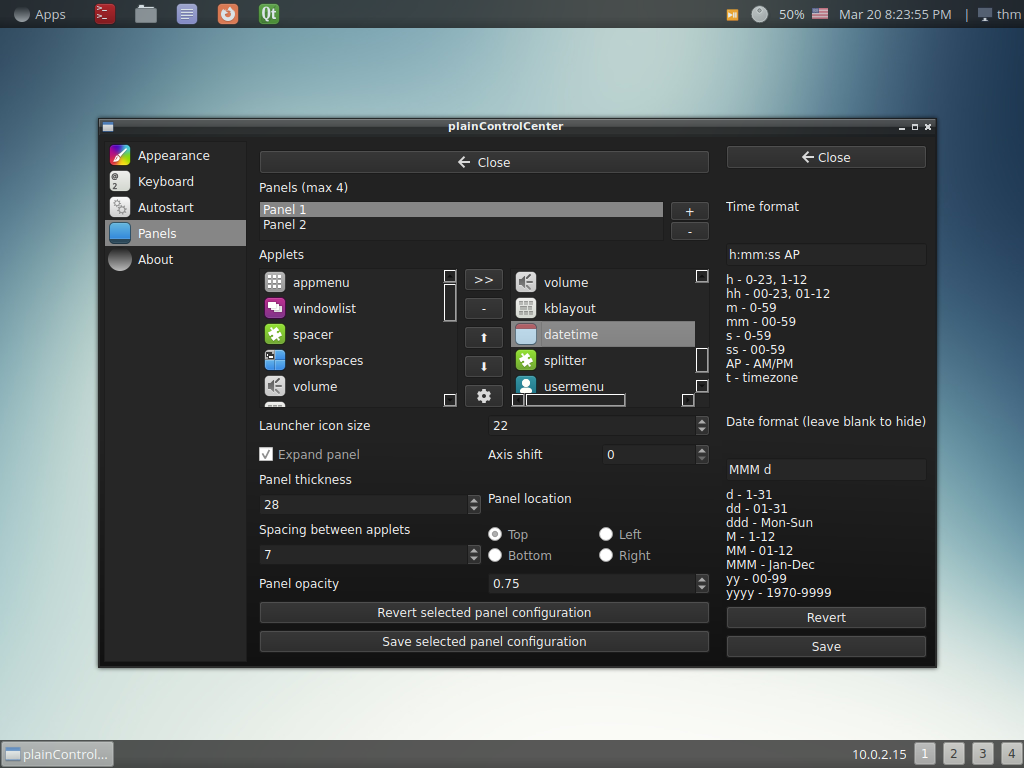 Apps
50%
Mar 20 8:23:55 PM
|
thm
plainControlCenter
Appearance
Keyboard
Autostart
Panels
About
Close
Panels (max 4)
Panel 1
Panel 2
+
-
Applets
appmenu
windowlist
spacer
workspaces
volume
>>
-
volume
kblayout
datetime
splitter
usermenu
Launcher icon size
22
Expand panel
Axis shift
0
Panel thickness
28
Panel location
Spacing between applets
7
Top
Left
Bottom
Right
Panel opacity
0.75
Revert selected panel configuration
Save selected panel configuration
Close
Time format
h:mm:ss AP
h - 0-23, 1-12
hh - 00-23, 01-12
m - 0-59
mm - 00-59
s - 0-59
ss - 00-59
AP - AM/PM
t - timezone
Date format (leave blank to hide)
MMM d
d - 1-31
dd - 01-31
ddd - Mon-Sun
M - 1-12
MM - 01-12
MMM - Jan-Dec
yy - 00-99
yyyy - 1970-9999
Revert
Save
plainControl...
10.0.2.15
1
2
3
4